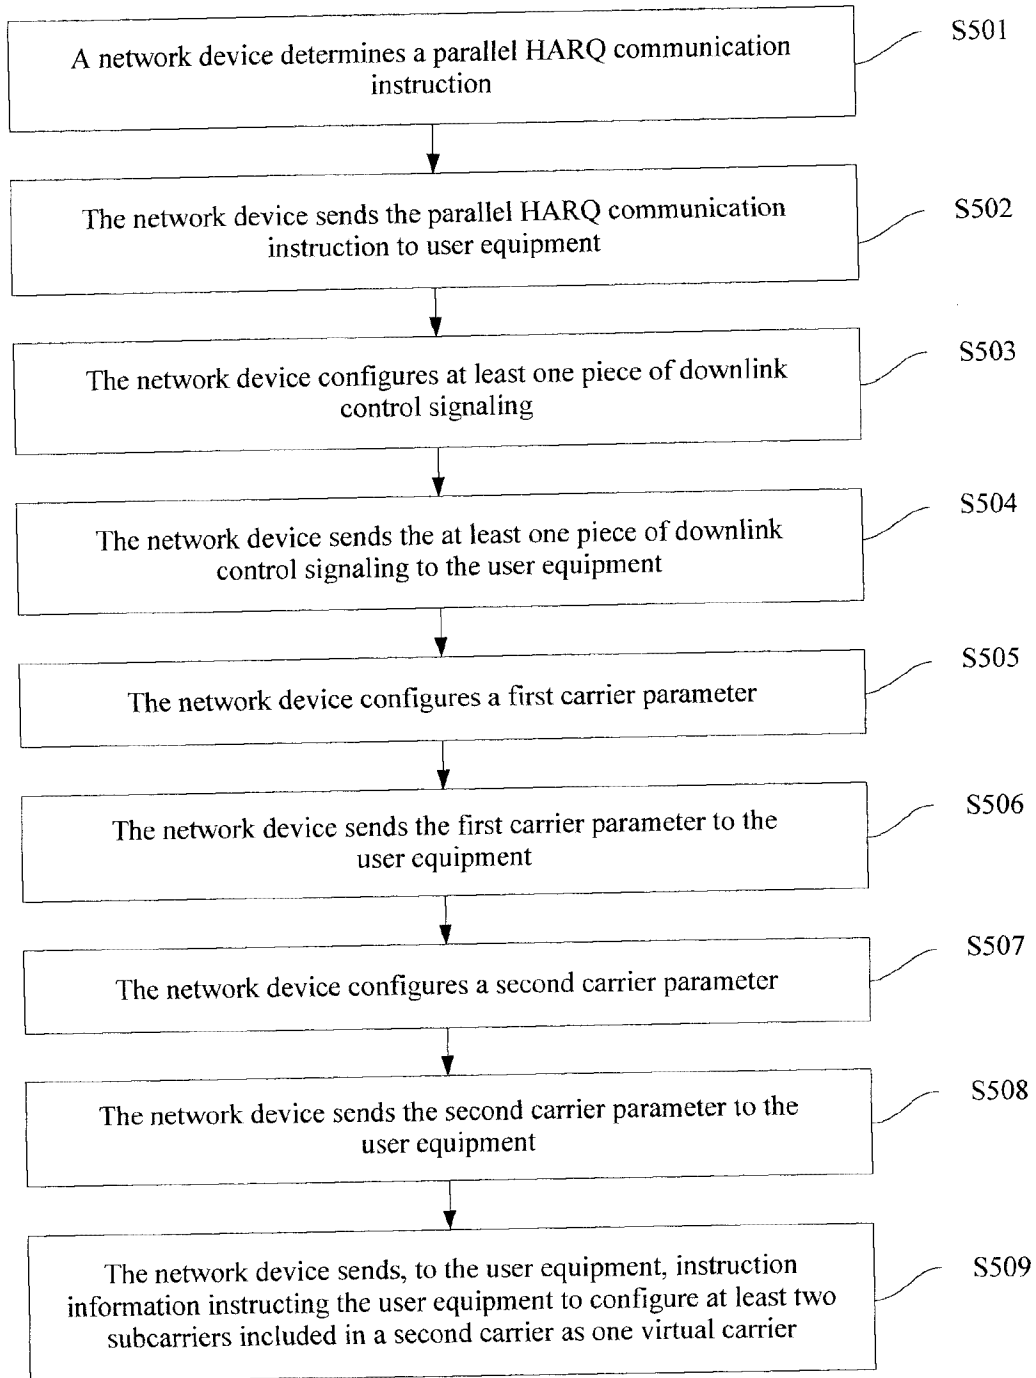 A network device determines a parallel HARQ communication
instruction
S501
The network device sends the parallel HARQ communication
instruction to user equipment
S502
The network device configures at least one piece of downlink
control signaling
S503
The network device sends the at least one piece of downlink
control signaling to the user equipment
S504
The network device configures a first carrier parameter
S505
The network device sends the first carrier parameter to the
user equipment
S506
The network device configures a second carrier parameter
S507
The network device sends the second carrier parameter to the
user equipment
S508
The network device sends, to the user equipment, instruction
information instructing the user equipment to configure at least two
subcarriers included in a second carrier as one virtual carrier
S509